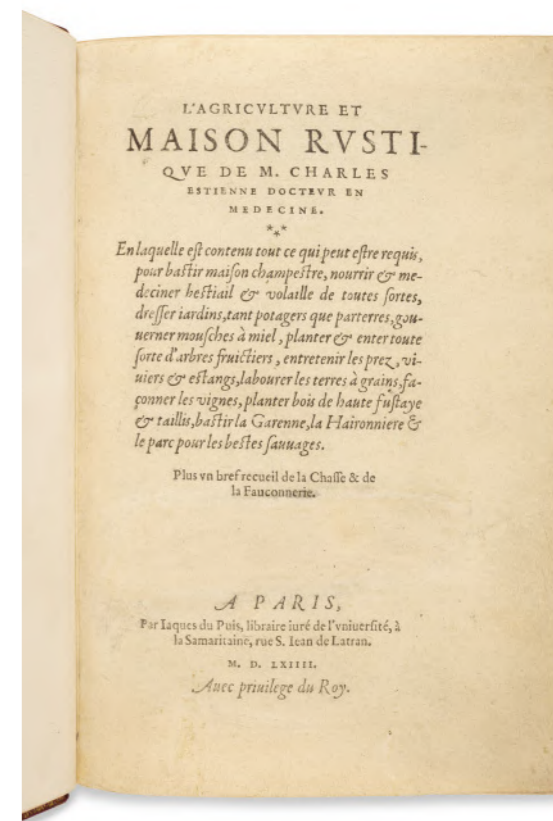 L'AGRICVLTVRE ET
MAISON RVSTI-
QVE DE M. CHARLES
ESTIENNE DOCTEVR EN
MEDECINE.
En laquelle est contenu tout ce qui peut estre requis,
pour bastir maison champestre, nourrir & me-
deciner bestiail & volaille de toutes sortes,
dresser iardins, tant potagers que parterres, gou-
uerner mousches à miel, planter & enter toute
sorte d'arbres fruictiers, entretenir les prez, vi-
uiers & estangs, labourer les terres à grains, fa-
çonner les vignes, planter bois de haute fustaye
& taillis, bastir la Garenne, la Haironniere &
le parc pour les bestes sauuages.
Plus vn bref recueil de la Chasse & de
la Fauconnerie.
A PARIS,
Par Iaques du Puis, libraire iuré de l'vniuersité, à
la Samaritaine, rue S. Iean de Latran.
M. D. LXIIII.
Auec priuilege du Roy.